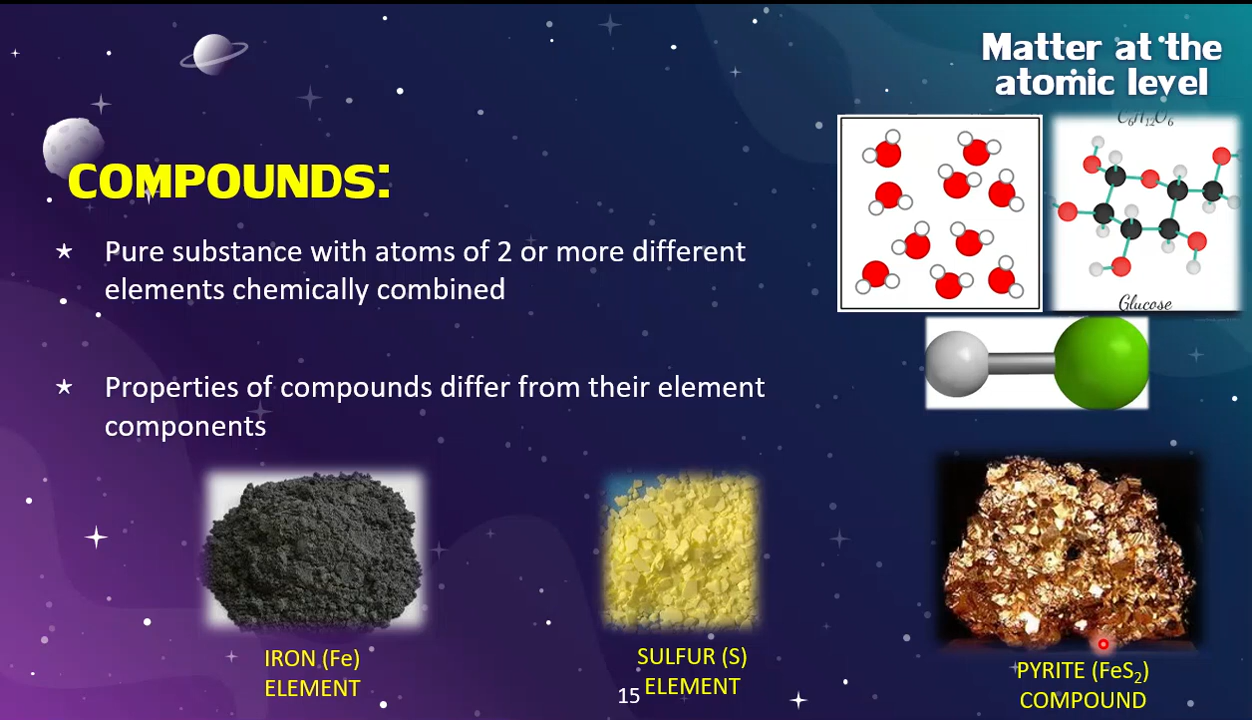 Matter at the
atomic level
COMPOUNDS:
★ Pure substance with atoms of 2 or more different
elements chemically combined
★ Properties of compounds differ from their element
components
C₆H₁₂O₆
Glucose
IRON (Fe)
ELEMENT
SULFUR (S)
ELEMENT
PYRITE (FeS₂)
COMPOUND
15